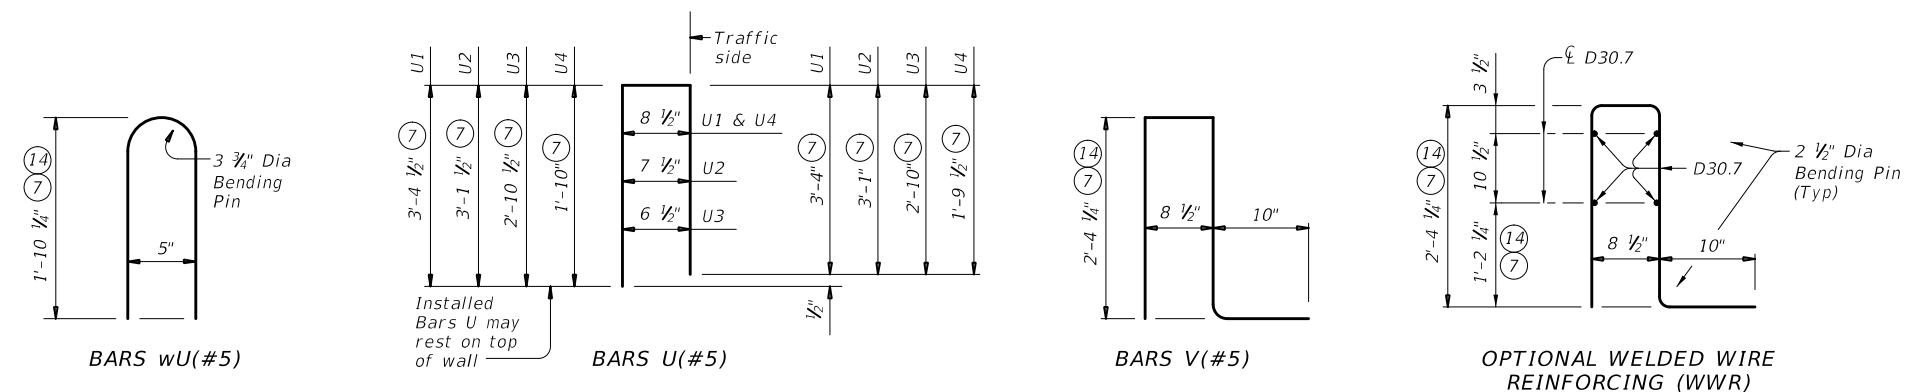 14
7
1'-10 1/4"
5"
3 3/4" Dia
Bending
Pin
BARS wU(#5)
U1
U2
U3
U4
7
7
7
7
3'-4 1/2"
3'-1 1/2"
2'-10 1/2"
1'-10"
Traffic
side
8 1/2"
U1 & U4
7 1/2"
U2
6 1/2"
U3
U1
U2
U3
U4
7
7
7
7
3'-4"
3'-1"
2'-10"
1'-9 1/2"
1/2"
Installed
Bars U may
rest on top
of wall
BARS U(#5)
14
7
2'-4 1/4"
8 1/2"
10"
BARS V(#5)
14
7
2'-4 1/4"
3 1/2"
10 1/2"
1'-2 1/4"
14
7
℄ D30.7
D30.7
2 1/2" Dia
Bending Pin
(Typ)
8 1/2"
10"
OPTIONAL WELDED WIRE
REINFORCING (WWR)